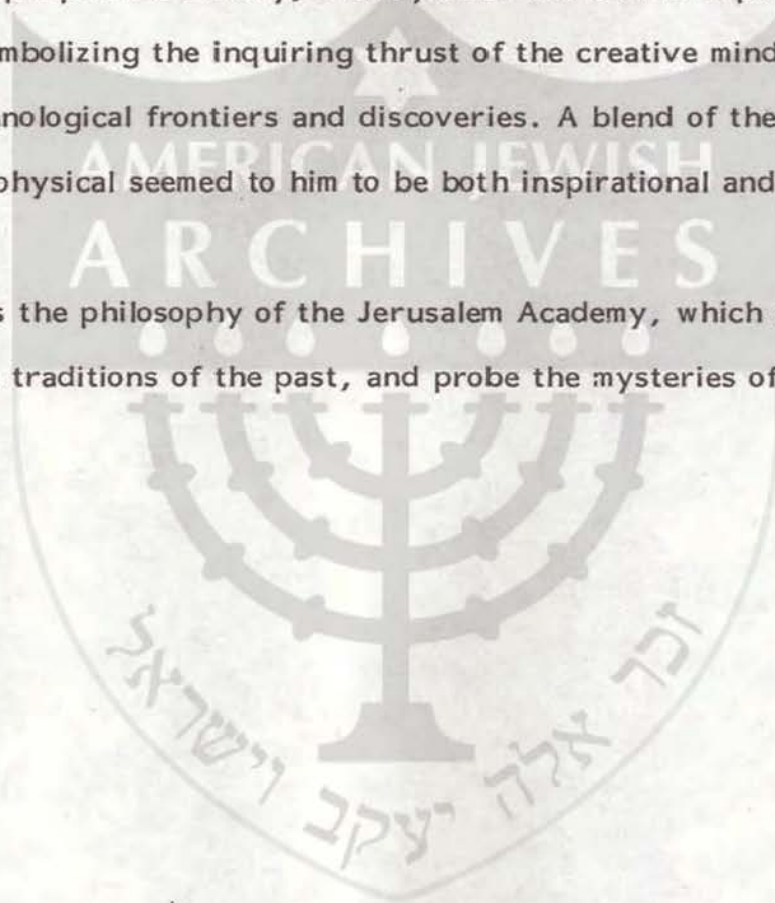 mbolizing the inquiring thrust of the creative mind
nological frontiers and discoveries. A blend of the
AMERICAN JEWISH
physical seemed to him to be both inspirational and
ARCHIVES
s the philosophy of the Jerusalem Academy, which
traditions of the past, and probe the mysteries of
זכר אלה יעקב וישראל